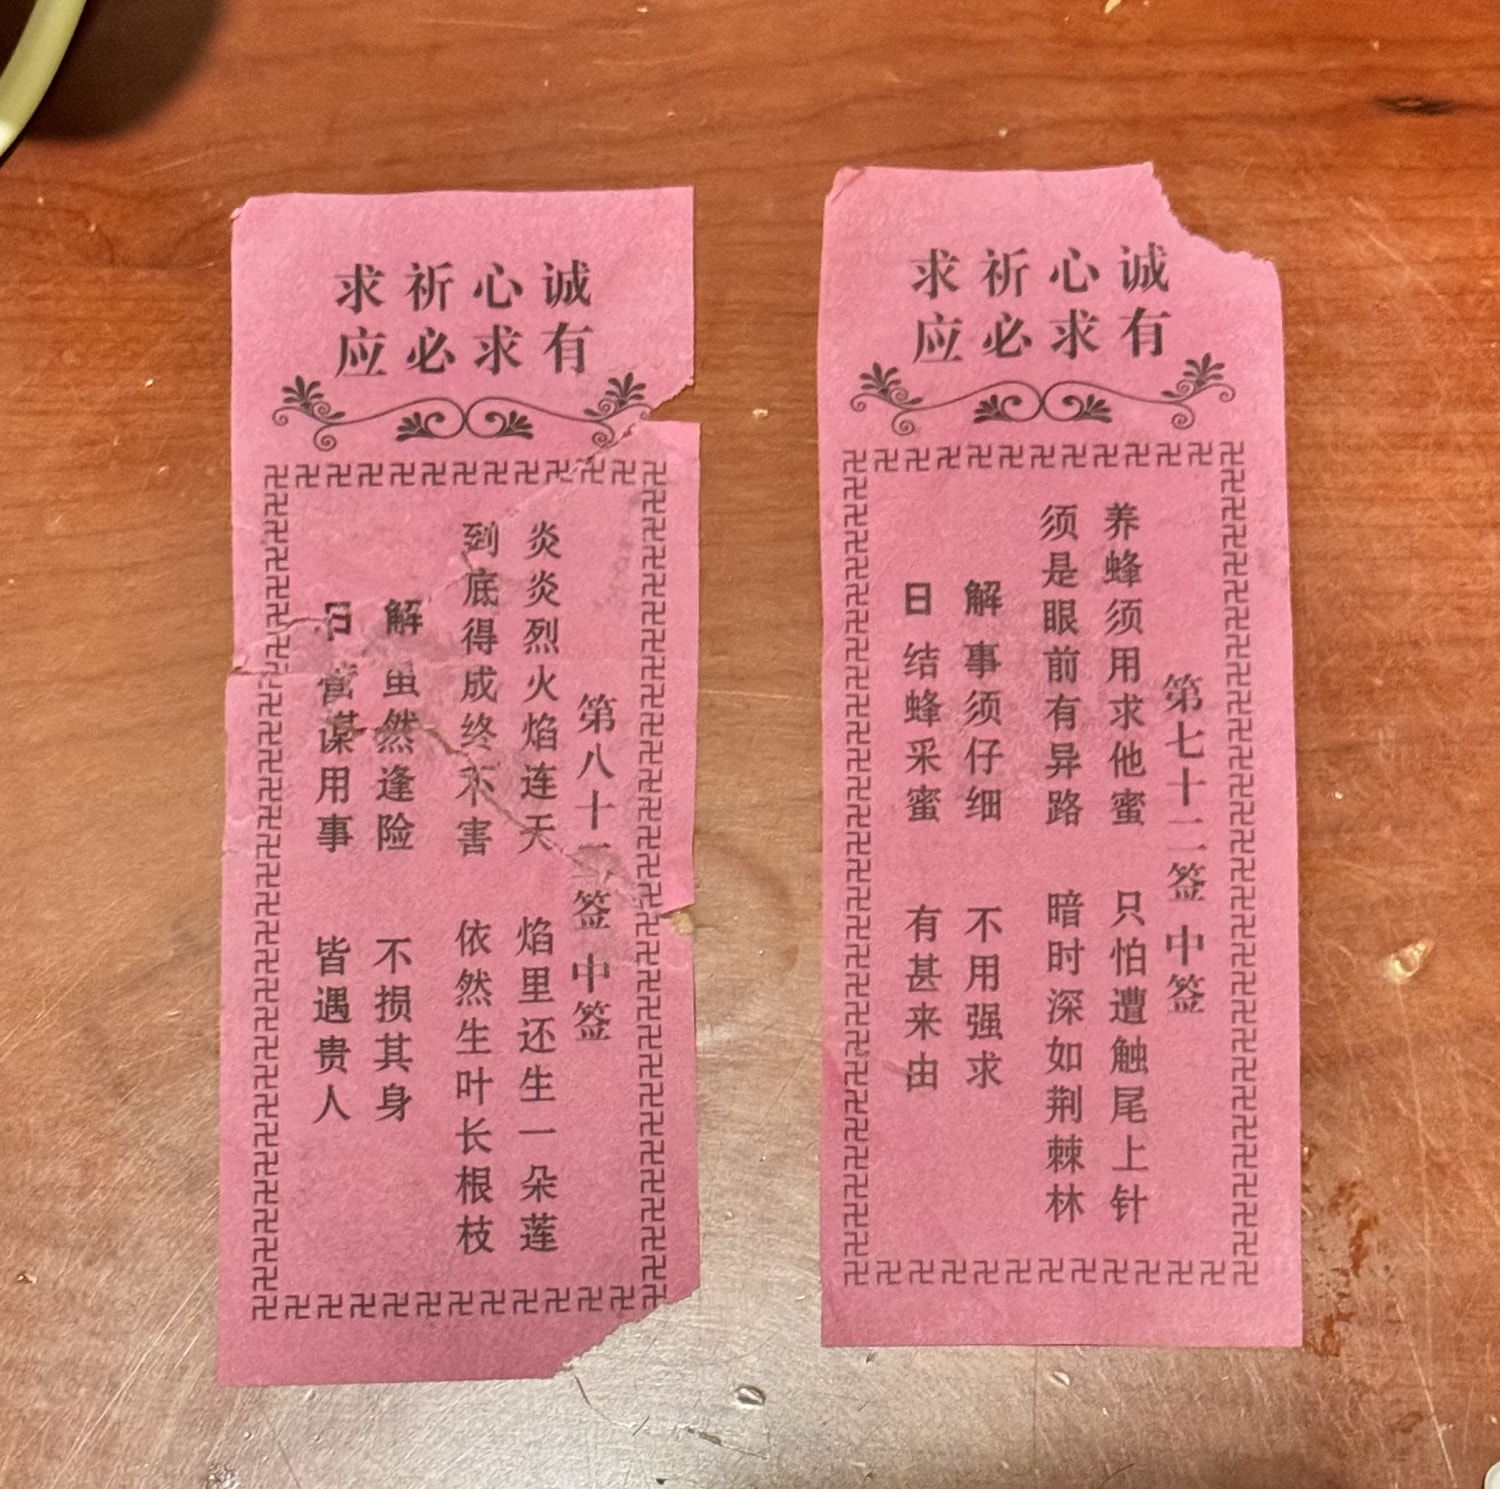 诚心祈求
有求必应
第八十二签 中签
炎炎烈火焰连天 焰里还生一朵莲
到底得成终不害 依然生叶长根枝
解 虽然逢险 不损其身
日 营谋用事 皆遇贵人
诚心祈求
有求必应
第七十二签 中签
养蜂须用求他蜜 只怕遭触尾上针
须是眼前有异路 暗时深如荆棘林
解 事须仔细 不用强求
日 结蜂采蜜 有甚来由